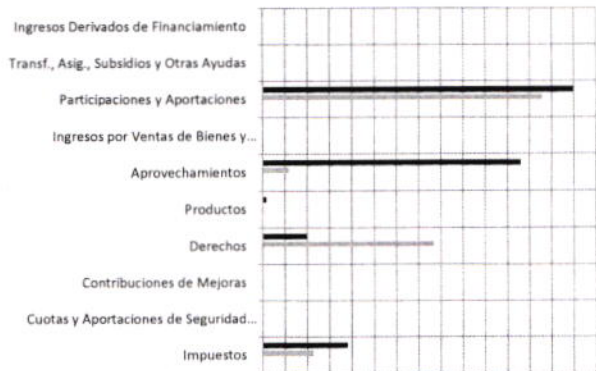 Ingresos Derivados de Financiamiento
Transf., Asig., Subsidios y Otras Ayudas
Participaciones y Aportaciones
Ingresos por Ventas de Bienes y...
Aprovechamientos
Productos
Derechos
Contribuciones de Mejoras
Cuotas y Aportaciones de Seguridad...
Impuestos